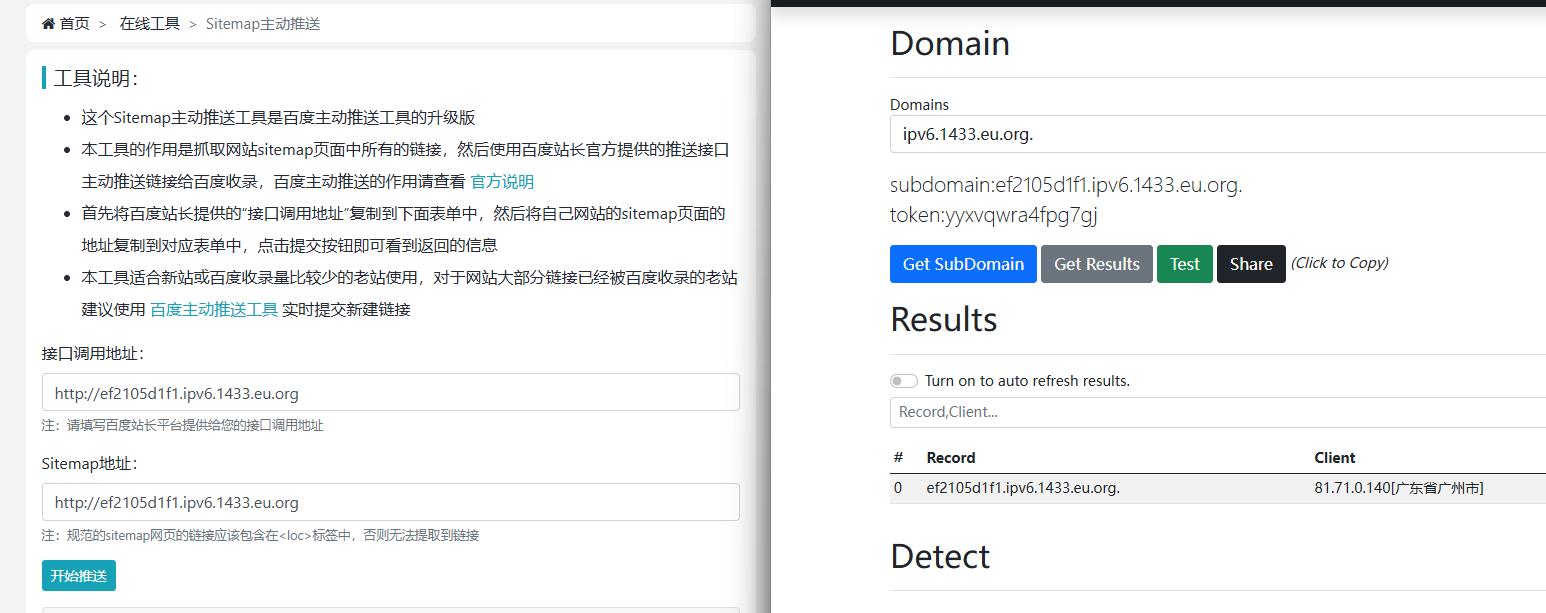 首页 > 在线工具 > Sitemap主动推送
工具说明：
这个Sitemap主动推送工具是百度主动推送工具的升级版
本工具的作用是抓取网站sitemap页面中所有的链接，然后使用百度站长官方提供的推送接口
主动推送链接给百度收录，百度主动推送的作用请查看 官方说明
首先将百度站长提供的“接口调用地址”复制到下面表单中，然后将自己网站的sitemap页面的
地址复制到对应表单中，点击提交按钮即可看到返回的信息
本工具适合新站或百度收录量比较少的老站使用，对于网站大部分链接已经被百度收录的老站
建议使用 百度主动推送工具 实时提交新建链接
接口调用地址：
http://ef2105d1f1.ipv6.1433.eu.org
注：请填写百度站长平台提供给您的接口调用地址
Sitemap地址：
http://ef2105d1f1.ipv6.1433.eu.org
注：规范的sitemap网页的链接应该包含在<loc>标签中，否则无法提取到链接
开始推送
Domain
Domains
ipv6.1433.eu.org.
subdomain:ef2105d1f1.ipv6.1433.eu.org.
token:yyxvqwra4fpg7gj
Get SubDomain Get Results Test Share (Click to Copy)
Results
Turn on to auto refresh results.
Record,Client...
# Record Client
0 ef2105d1f1.ipv6.1433.eu.org. 81.71.0.140[广东省广州市]
Detect